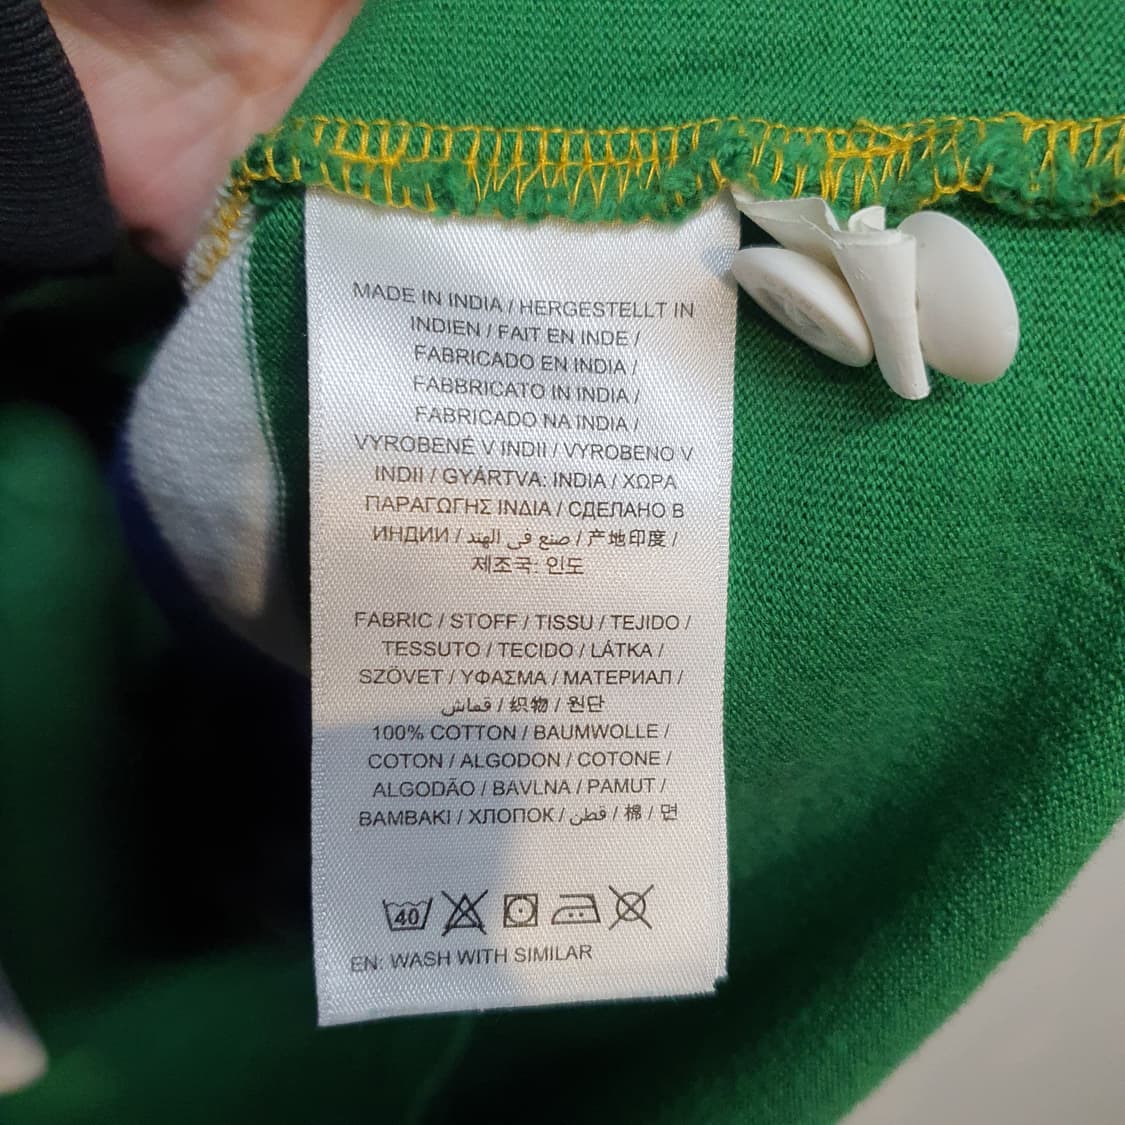 MADE IN INDIA / HERGESTELLT IN
INDIEN / FAIT EN INDE /
FABRICADO EN INDIA /
FABBRICATO IN INDIA /
FABRICADO NA INDIA /
VYROBENÉ V INDII / VYROBENO V
INDII / GYÁRTVA: INDIA / ΧΩΡΑ
ΠΑΡΑΓΩΓΗΣ ΙΝΔΙΑ / СДЕЛАНО В
ИНДИИ / صنع في الهند / 产地印度 /
제조국: 인도
FABRIC / STOFF / TISSU / TEJIDO /
TESSUTO / TECIDO / LÁTKA /
SZÖVET / ΥΦΑΣΜΑ / МАТЕРИАЛ /
قماش / 织物 / 원단
100% COTTON / BAUMWOLLE /
COTON / ALGODON / COTONE /
ALGODÃO / BAVLNA / PAMUT /
ΒΑΜΒΑΚΙ / ХЛОПОК / قطن / 棉 / 면
40
EN: WASH WITH SIMILAR